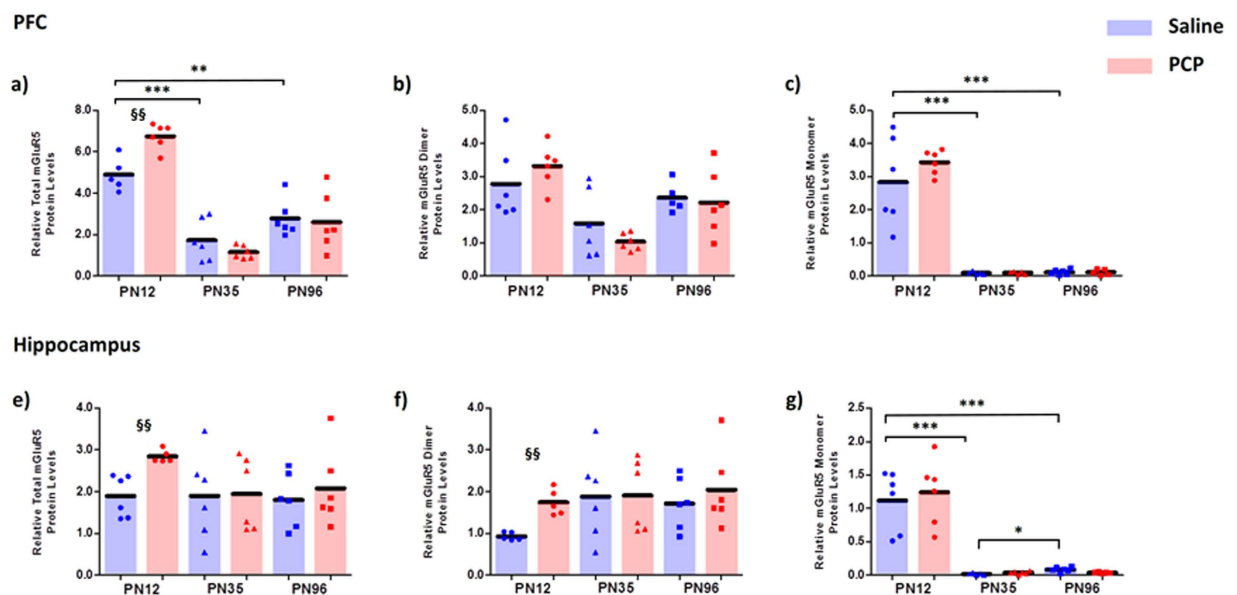 PFC
Saline
PCP
a)
**
***
§§
Relative Total mGluR5
Protein Levels
8.0
6.0
4.0
2.0
0.0
PN12 PN35 PN96
b)
Relative mGluR5 Dimer
Protein Levels
5.0
4.0
3.0
2.0
1.0
0.0
PN12 PN35 PN96
c)
***
***
Relative mGluR5 Monomer
Protein Levels
5.0
4.0
3.0
2.0
1.0
0.0
PN12 PN35 PN96
Hippocampus
e)
§§
Relative Total mGluR5
Protein Levels
4.0
3.0
2.0
1.0
0.0
PN12 PN35 PN96
f)
§§
Relative mGluR5 Dimer
Protein Levels
4.0
3.0
2.0
1.0
0.0
PN12 PN35 PN96
g)
***
***
*
Relative mGluR5 Monomer
Protein Levels
2.5
2.0
1.5
1.0
0.5
0.0
PN12 PN35 PN96